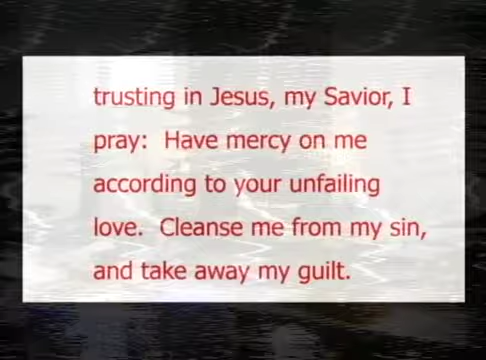 trusting in Jesus, my Savior, I
pray:  Have mercy on me
according to your unfailing
love.  Cleanse me from my sin,
and take away my guilt.